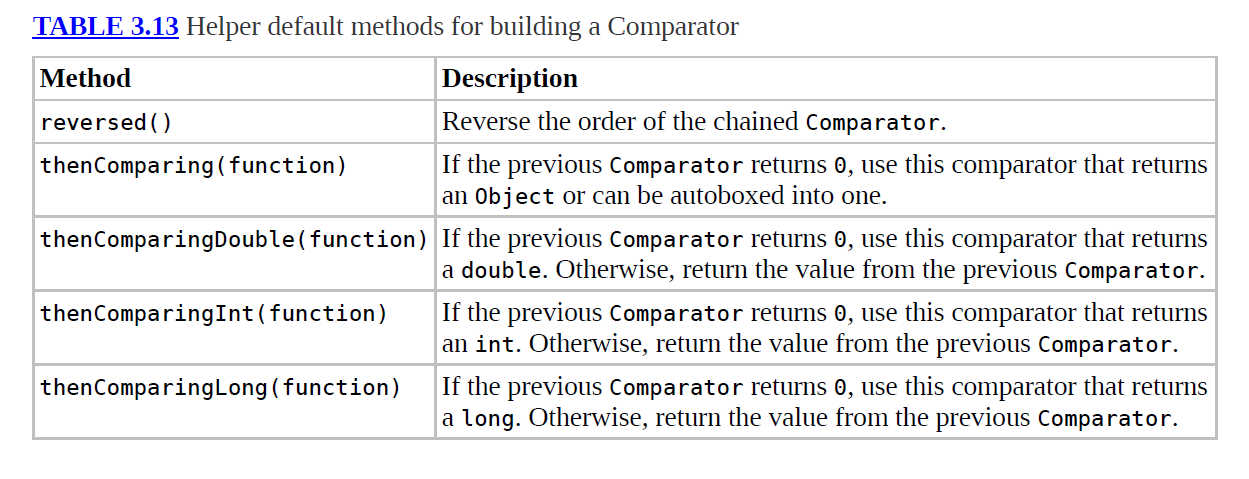 TABLE 3.13 Helper default methods for building a Comparator
Method Description
reversed() Reverse the order of the chained Comparator.
thenComparing(function) If the previous Comparator returns 0, use this comparator that returns
an Object or can be autoboxed into one.
thenComparingDouble(function) If the previous Comparator returns 0, use this comparator that returns
a double. Otherwise, return the value from the previous Comparator.
thenComparingInt(function) If the previous Comparator returns 0, use this comparator that returns
an int. Otherwise, return the value from the previous Comparator.
thenComparingLong(function) If the previous Comparator returns 0, use this comparator that returns
a long. Otherwise, return the value from the previous Comparator.